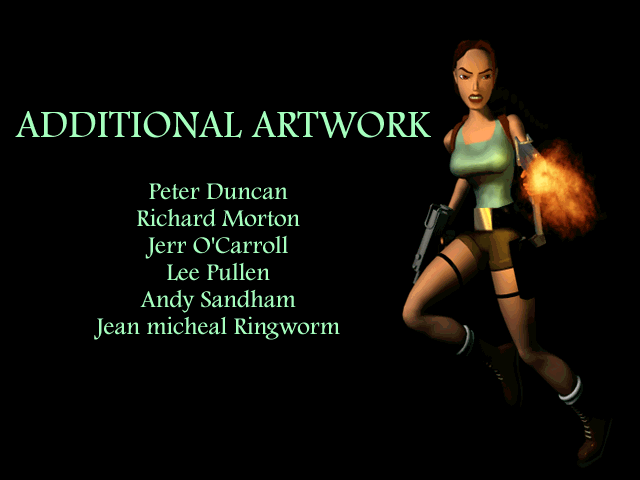 ADDITIONAL ARTWORK
Peter Duncan
Richard Morton
Jerr O'Carroll
Lee Pullen
Andy Sandham
Jean micheal Ringworm